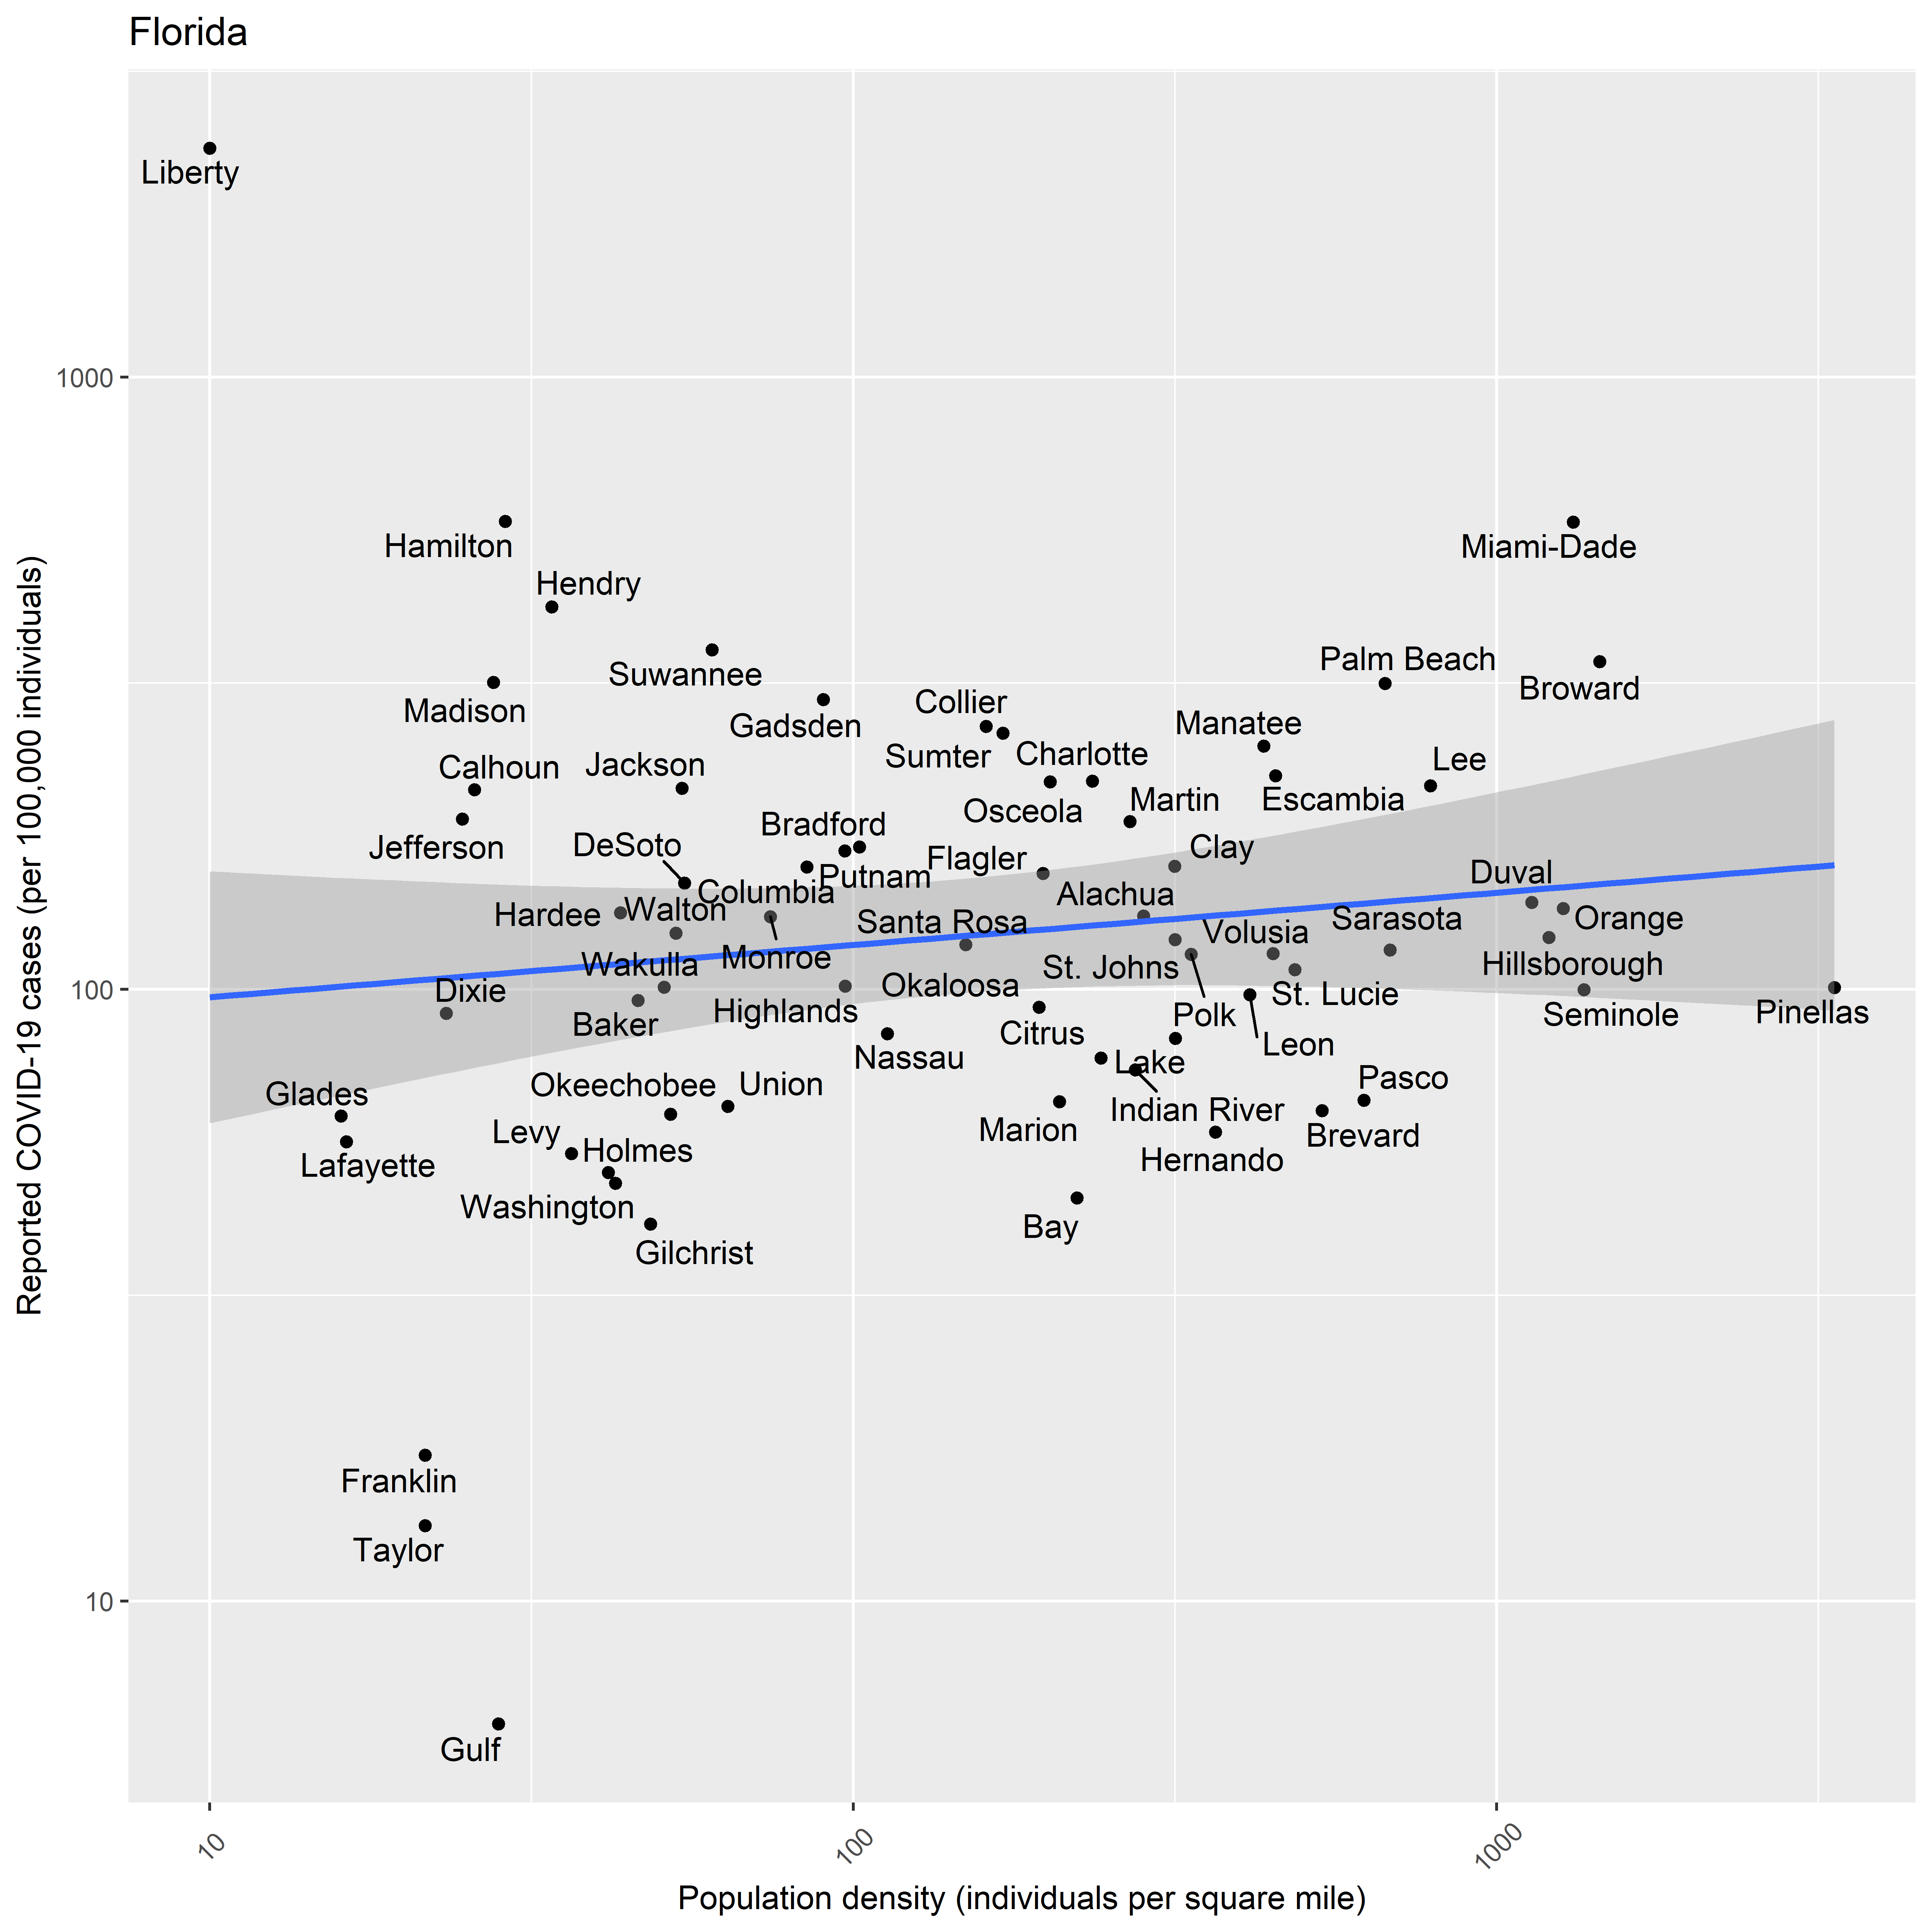 Florida
Liberty
1000
Hamilton
Miami-Dade
Hendry
Suwannee
Palm Beach
Broward
Madison
Gadsden
Collier
Manatee
Sumter
Charlotte
Lee
Calhoun
Jackson
Escambia
Martin
Osceola
Bradford
Jefferson
DeSoto
Clay
Flagler
Putnam
Duval
Columbia
Alachua
Hardee
Walton
Santa Rosa
Sarasota
Orange
Volusia
Monroe
Wakulla
St. Johns
Hillsborough
100
Dixie
Okaloosa
St. Lucie
Highlands
Polk
Seminole
Pinellas
Baker
Citrus
Leon
Nassau
Lake
Pasco
Okeechobee
Union
Glades
Indian River
Marion
Levy
Brevard
Holmes
Hernando
Lafayette
Washington
Bay
Gilchrist
Franklin
Taylor
10
Gulf
10
100
1000
Population density (individuals per square mile)
Reported COVID-19 cases (per 100,000 individuals)